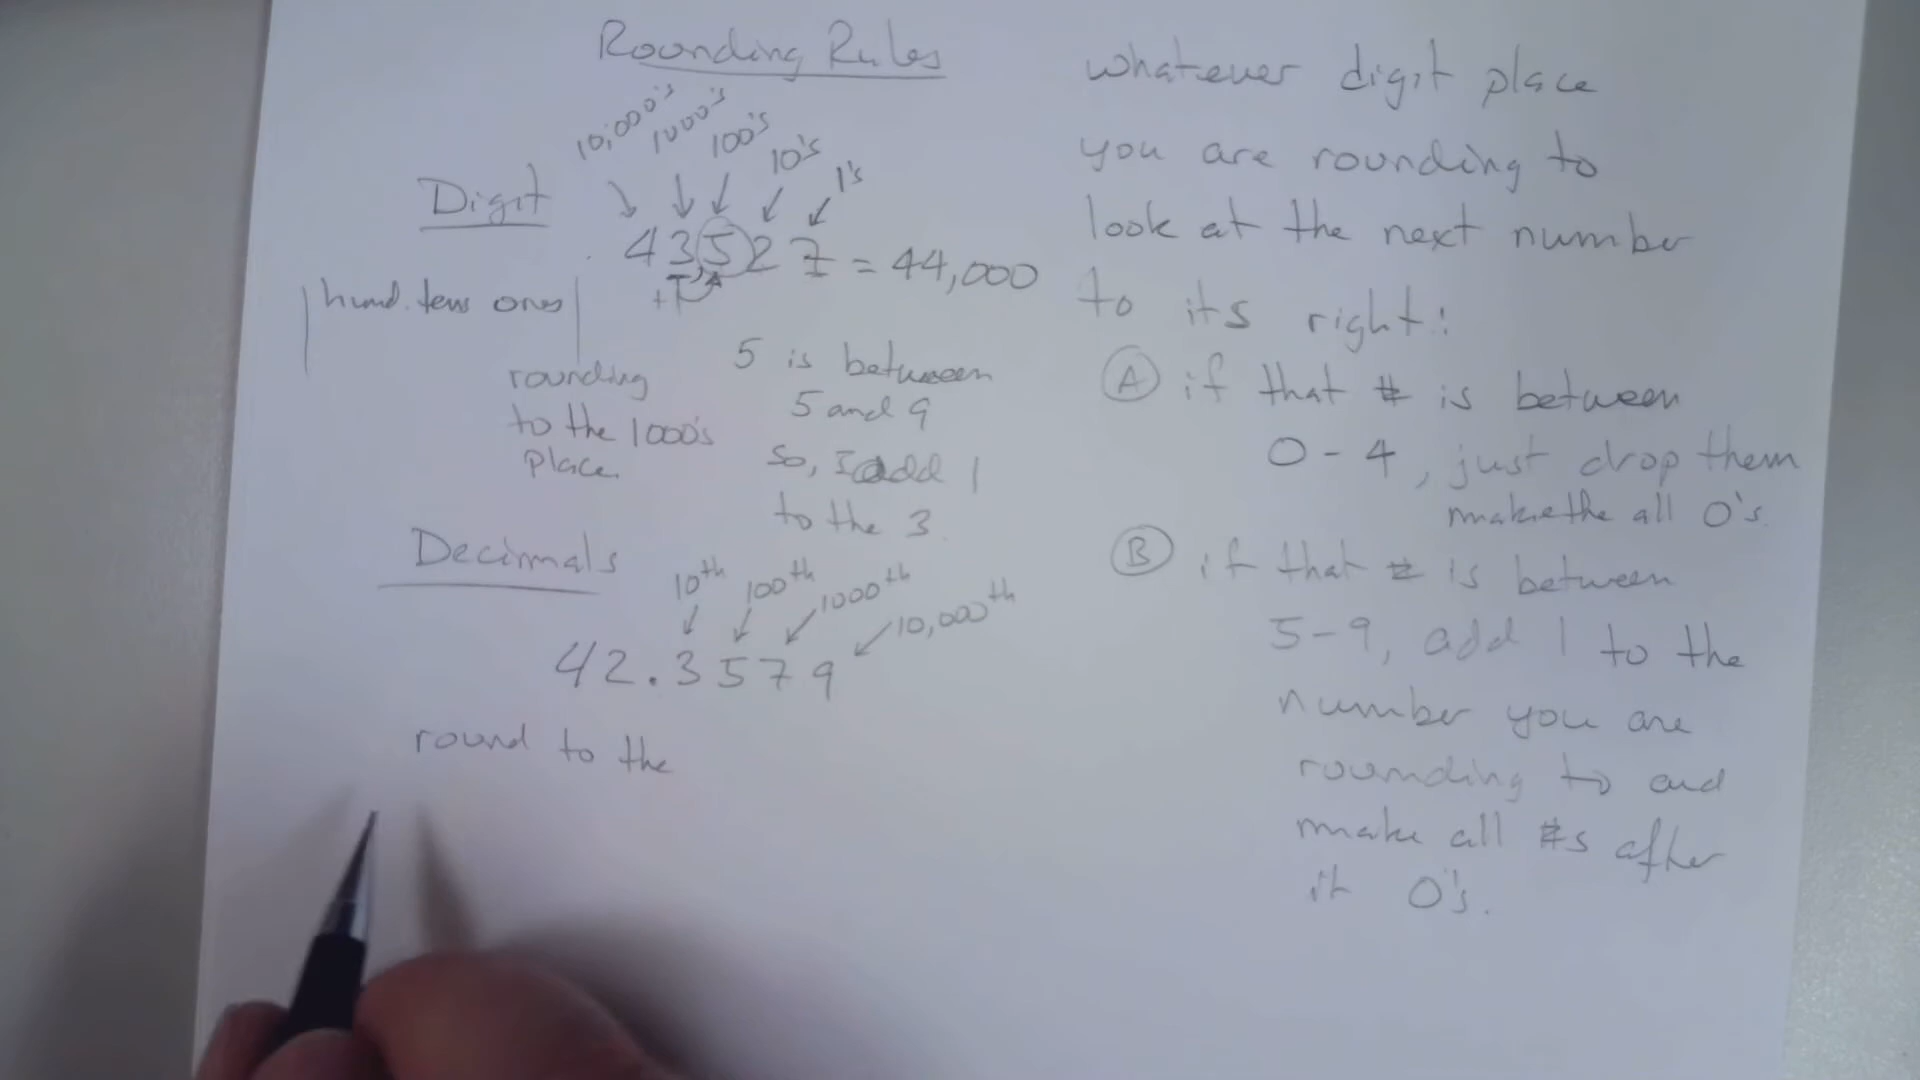 Rounding Rules
10,000's 1000's 100's 10's 1's
Digit
43527 = 44,000
+1
hund. tens ones
rounding
to the 1000's
place.
5 is between
5 and 9
So, I add 1
to the 3.
Decimals
10th 100th 1000th 10,000th
42.3579
round to the
whatever digit place
you are rounding to
look at the next number
to its right:
A if that # is between
0-4, just drop them
make the all 0's
B if that # is between
5-9, add 1 to the
number you are
rounding to and
make all #s after
it 0's.